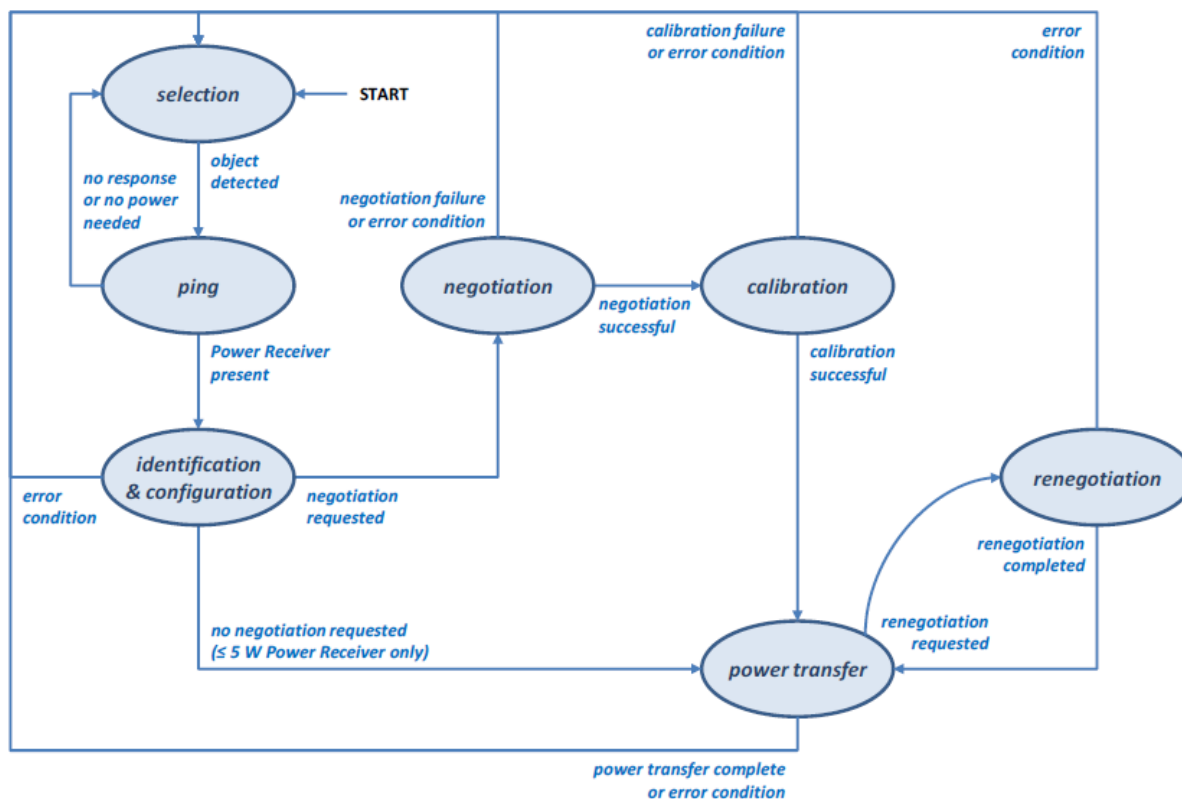 calibration failure
or error condition
error
condition
selection
START
object
detected
no response
or no power
needed
negotiation failure
or error condition
ping
negotiation
calibration
negotiation
successful
Power Receiver
present
calibration
successful
identification
& configuration
renegotiation
error
condition
negotiation
requested
renegotiation
completed
no negotiation requested
(≤ 5 W Power Receiver only)
renegotiation
requested
power transfer
power transfer complete
or error condition